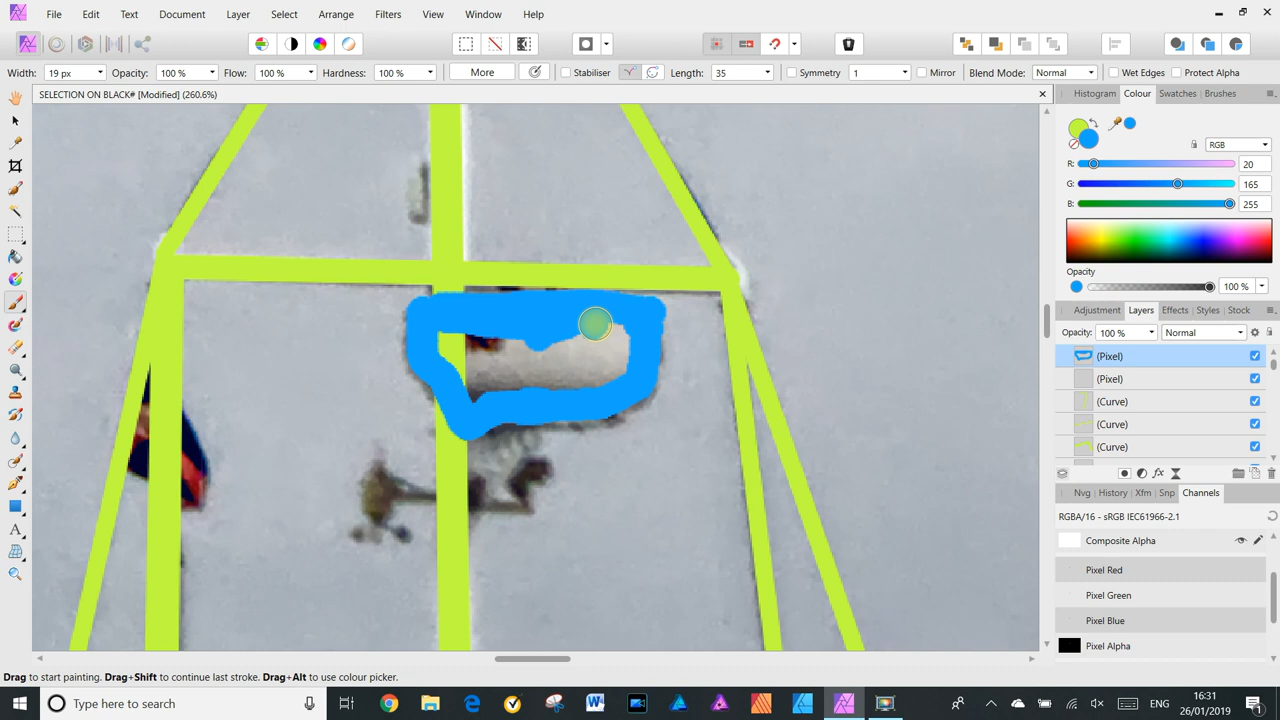 File Edit Text Document Layer Select Arrange Filters View Window Help
Width: 19 px Opacity: 100 % Flow: 100 % Hardness: 100 % More Stabiliser Length: 35 Symmetry 1 Mirror Blend Mode: Normal Wet Edges Protect Alpha
SELECTION ON BLACK# [Modified] (260.6%)
Histogram Colour Swatches Brushes
RGB
R: 20
G: 165
B: 255
Opacity
100 %
Adjustment Layers Effects Styles Stock
Opacity: 100 % Normal
(Pixel)
(Pixel)
(Curve)
(Curve)
(Curve)
Nvg History Xfm Snp Channels
RGBA/16 - sRGB IEC61966-2.1
Composite Alpha
Pixel Red
Pixel Green
Pixel Blue
Pixel Alpha
Drag to start painting. Drag+Shift to continue last stroke. Drag+Alt to use colour picker.
Type here to search
ENG
16:31
26/01/2019